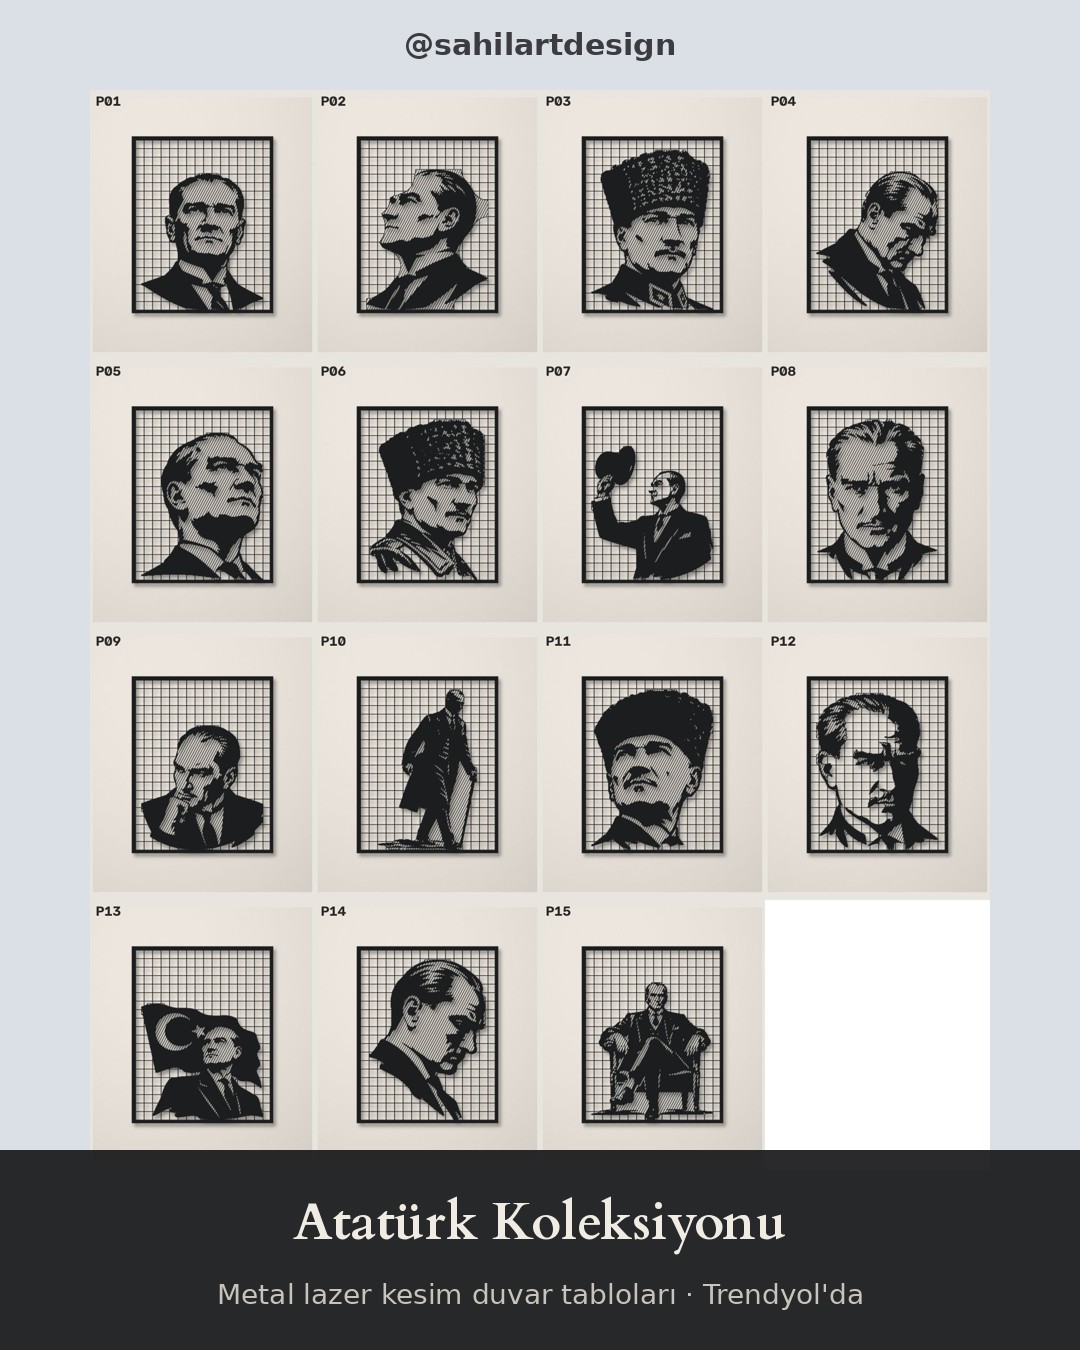 @sahilartdesign
P01 P02 P03 P04
P05 P06 P07 P08
P09 P10 P11 P12
P13 P14 P15
Atatürk Koleksiyonu
Metal lazer kesim duvar tabloları · Trendyol'da